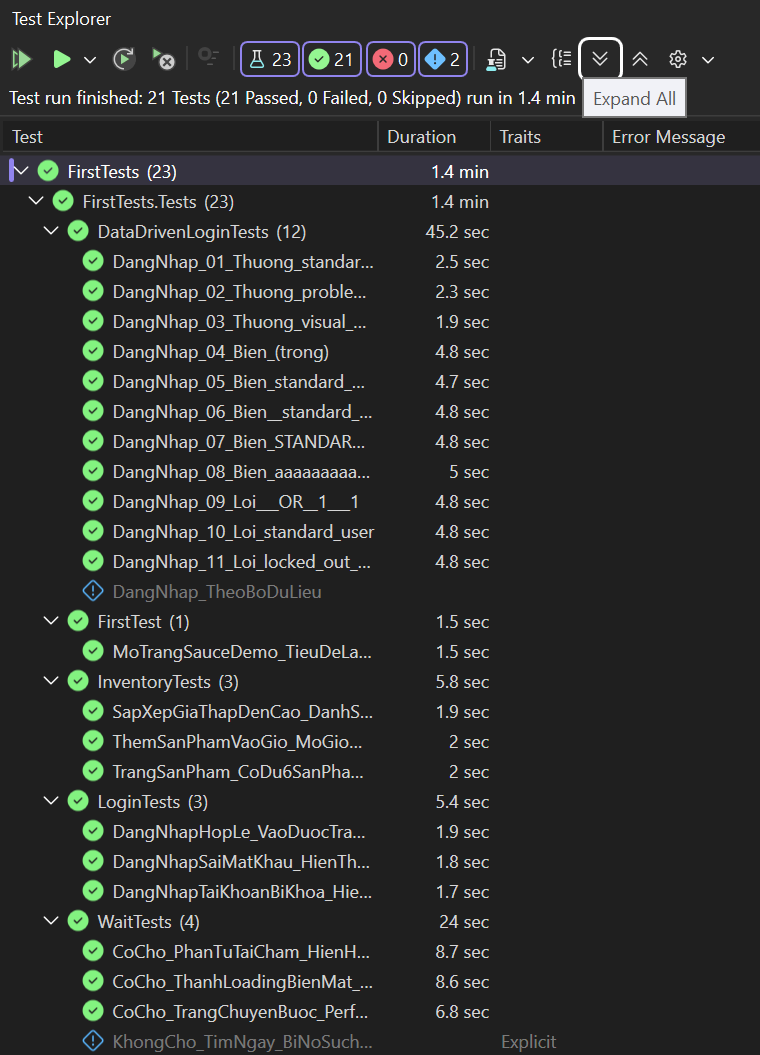 Test Explorer
23 21 0 2
Test run finished: 21 Tests (21 Passed, 0 Failed, 0 Skipped) run in 1.4 min
Expand All
Test Duration Traits Error Message
FirstTests (23) 1.4 min
FirstTests.Tests (23) 1.4 min
DataDrivenLoginTests (12) 45.2 sec
DangNhap_01_Thuong_standar... 2.5 sec
DangNhap_02_Thuong_proble... 2.3 sec
DangNhap_03_Thuong_visual_... 1.9 sec
DangNhap_04_Bien_(trong) 4.8 sec
DangNhap_05_Bien_standard_... 4.7 sec
DangNhap_06_Bien__standard_... 4.8 sec
DangNhap_07_Bien_STANDAR... 4.8 sec
DangNhap_08_Bien_aaaaaaaaa... 5 sec
DangNhap_09_Loi___OR__1___1 4.8 sec
DangNhap_10_Loi_standard_user 4.8 sec
DangNhap_11_Loi_locked_out_... 4.8 sec
DangNhap_TheoBoDuLieu
FirstTest (1) 1.5 sec
MoTrangSauceDemo_TieuDeLa... 1.5 sec
InventoryTests (3) 5.8 sec
SapXepGiaThapDenCao_DanhS... 1.9 sec
ThemSanPhamVaoGio_MoGio... 2 sec
TrangSanPham_CoDu6SanPha... 2 sec
LoginTests (3) 5.4 sec
DangNhapHopLe_VaoDuocTra... 1.9 sec
DangNhapSaiMatKhau_HienTh... 1.8 sec
DangNhapTaiKhoanBiKhoa_Hie... 1.7 sec
WaitTests (4) 24 sec
CoCho_PhanTuTaiCham_HienH... 8.7 sec
CoCho_ThanhLoadingBienMat_... 8.6 sec
CoCho_TrangChuyenBuoc_Perf... 6.8 sec
KhongCho_TimNgay_BiNoSuch... Explicit